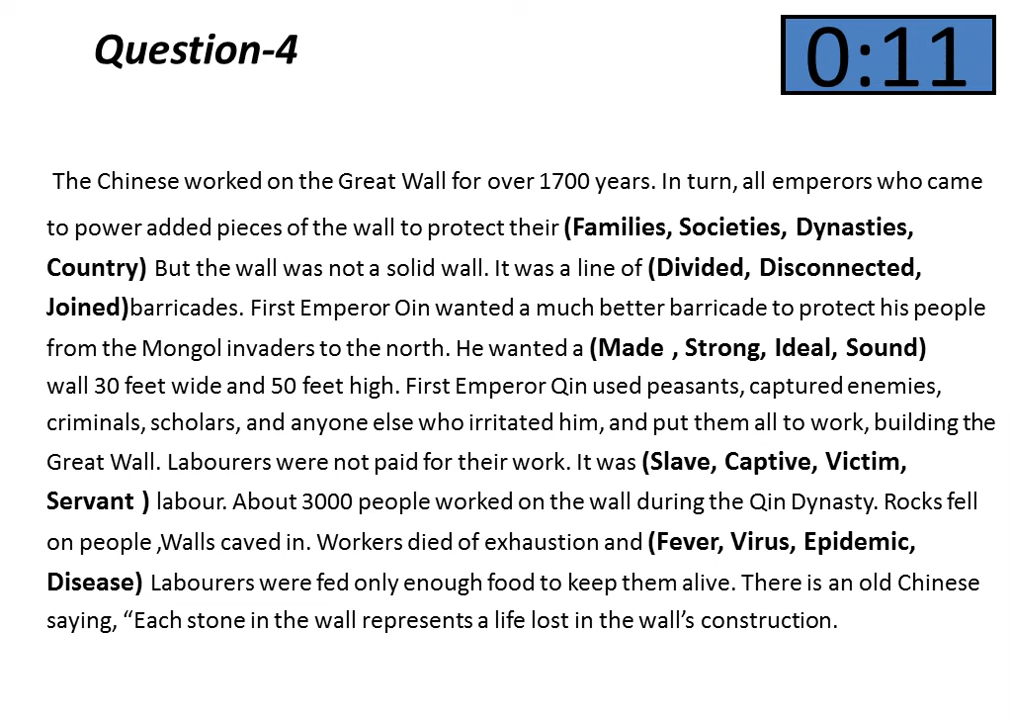 Question-4
0:11
The Chinese worked on the Great Wall for over 1700 years. In turn, all emperors who came
to power added pieces of the wall to protect their (Families, Societies, Dynasties,
Country) But the wall was not a solid wall. It was a line of (Divided, Disconnected,
Joined)barricades. First Emperor Oin wanted a much better barricade to protect his people
from the Mongol invaders to the north. He wanted a (Made , Strong, Ideal, Sound)
wall 30 feet wide and 50 feet high. First Emperor Qin used peasants, captured enemies,
criminals, scholars, and anyone else who irritated him, and put them all to work, building the
Great Wall. Labourers were not paid for their work. It was (Slave, Captive, Victim,
Servant ) labour. About 3000 people worked on the wall during the Qin Dynasty. Rocks fell
on people ,Walls caved in. Workers died of exhaustion and (Fever, Virus, Epidemic,
Disease) Labourers were fed only enough food to keep them alive. There is an old Chinese
saying, “Each stone in the wall represents a life lost in the wall’s construction.